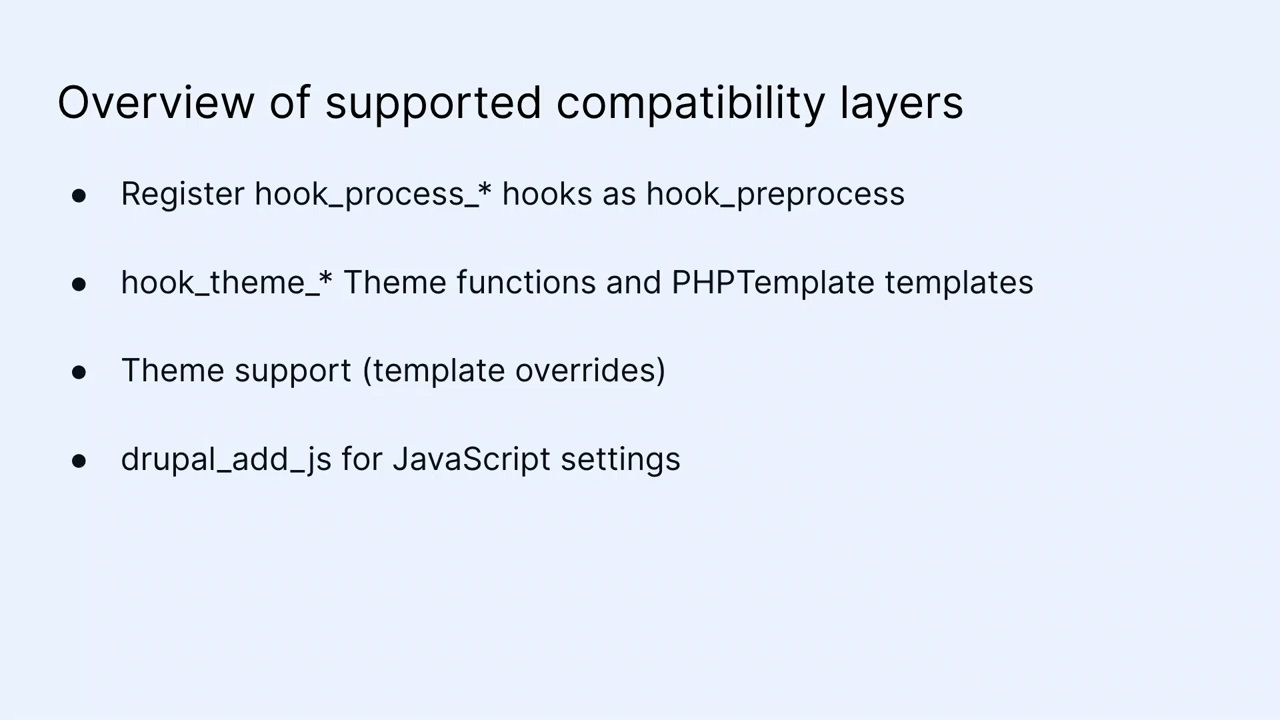 Overview of supported compatibility layers
● Register hook_process_* hooks as hook_preprocess
● hook_theme_* Theme functions and PHPTemplate templates
● Theme support (template overrides)
● drupal_add_js for JavaScript settings